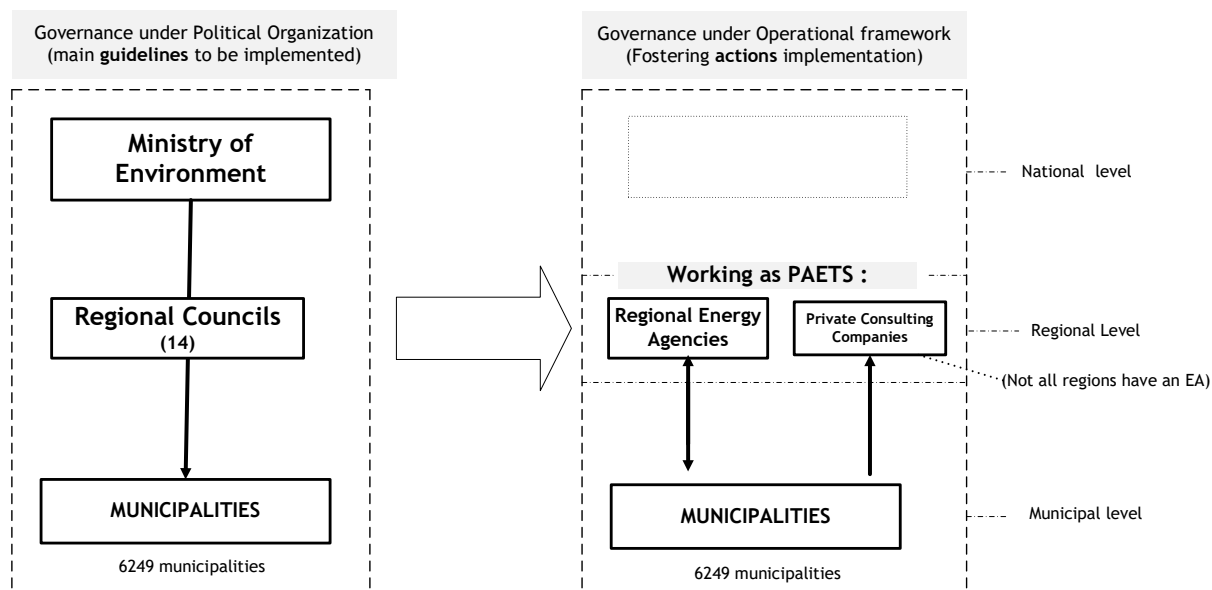 Governance under Political Organization
(main guidelines to be implemented)
Ministry of
Environment
Regional Councils
(14)
MUNICIPALITIES
6249 municipalities
Governance under Operational framework
(Fostering actions implementation)
National level
Working as PAETS :
Regional Energy
Agencies
Private Consulting
Companies
Regional Level
(Not all regions have an EA)
MUNICIPALITIES
Municipal level
6249 municipalities